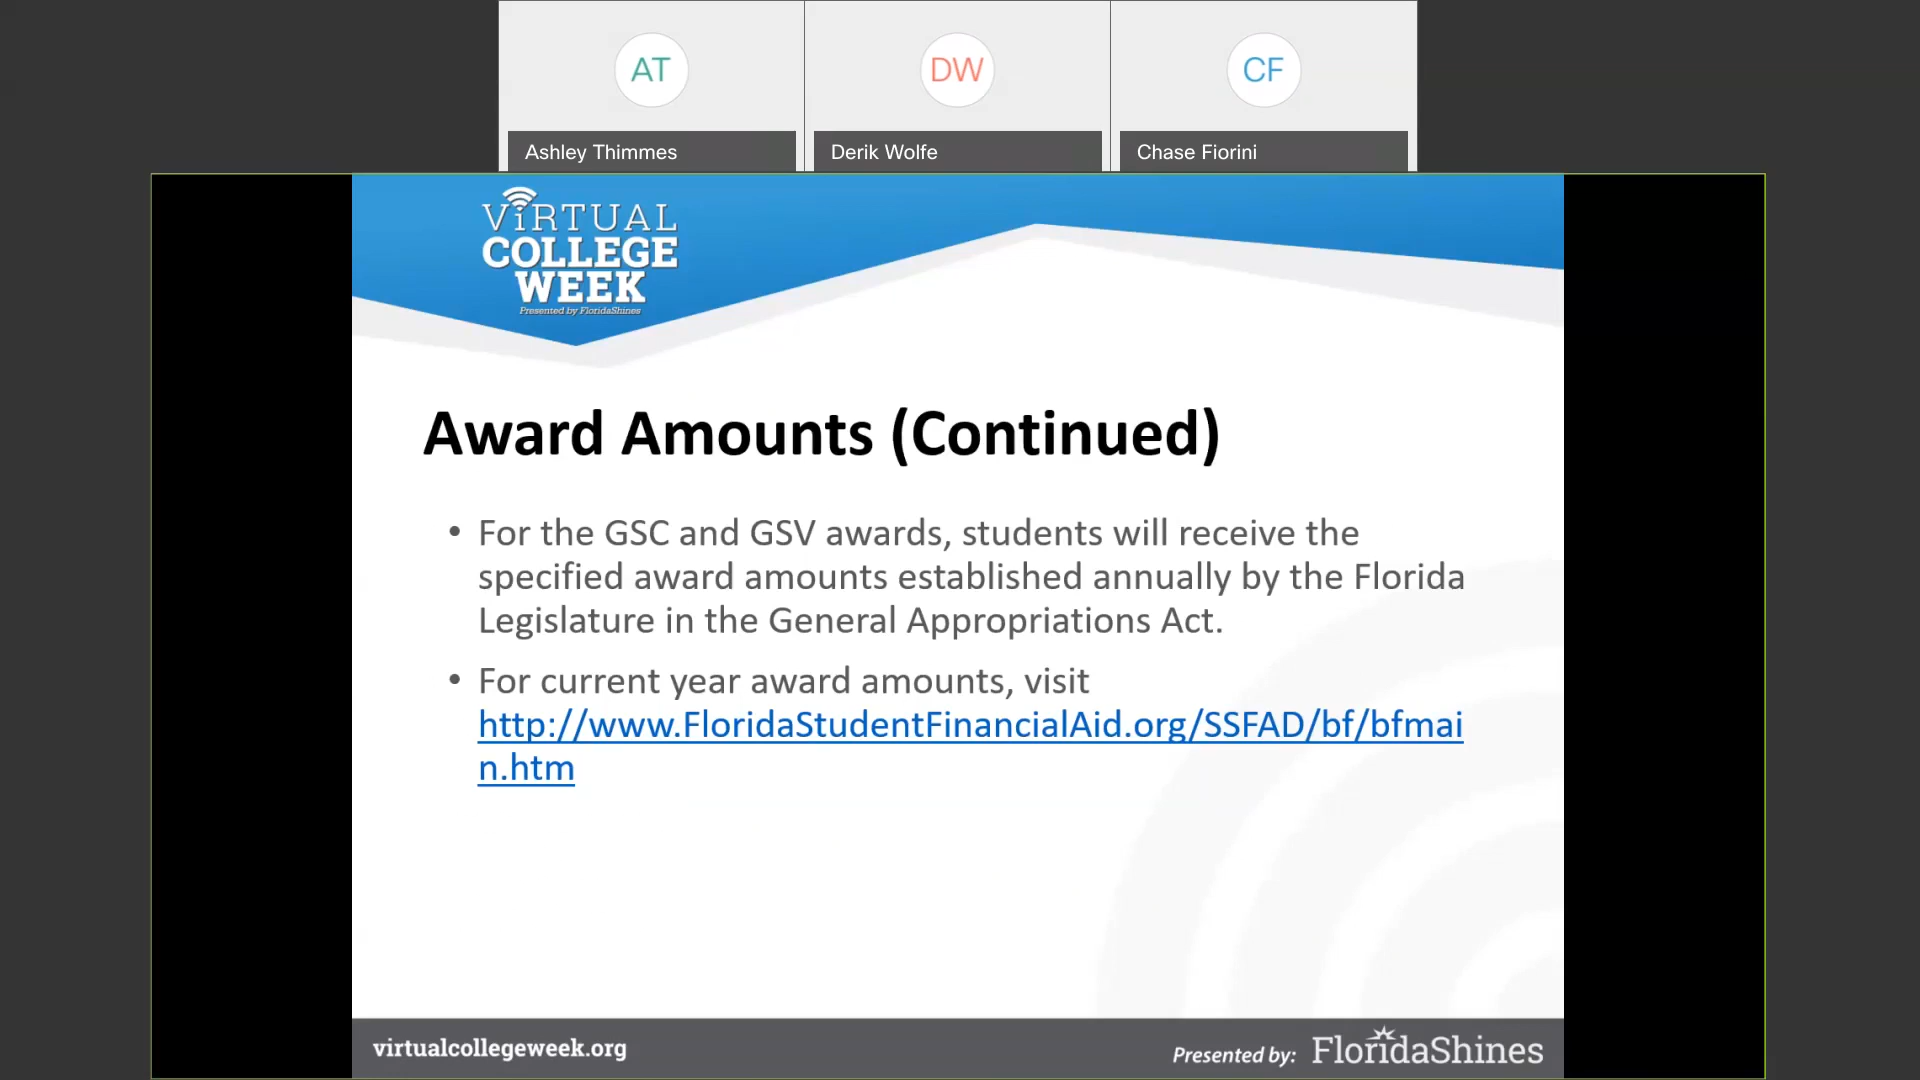 AT
DW
CF
Ashley Thimmes
Derik Wolfe
Chase Fiorini
ViRTUAL
COLLEGE
WEEK
Presented by FloridaShines
Award Amounts (Continued)
• For the GSC and GSV awards, students will receive the
specified award amounts established annually by the Florida
Legislature in the General Appropriations Act.
• For current year award amounts, visit
http://www.FloridaStudentFinancialAid.org/SSFAD/bf/bfmai
n.htm
virtualcollegeweek.org
Presented by: FloridaShines